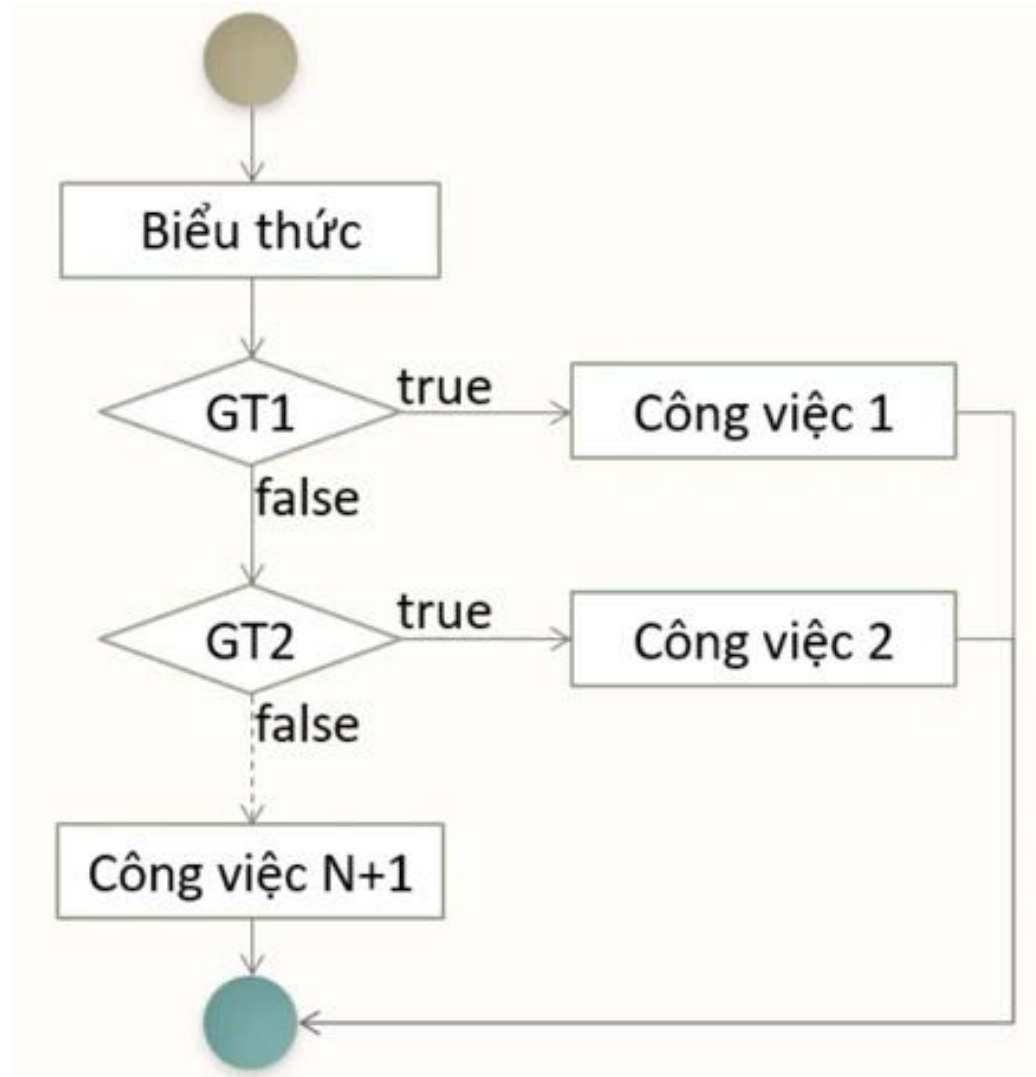 Biểu thức
GT1
true
Công việc 1
false
GT2
true
Công việc 2
false
Công việc N+1